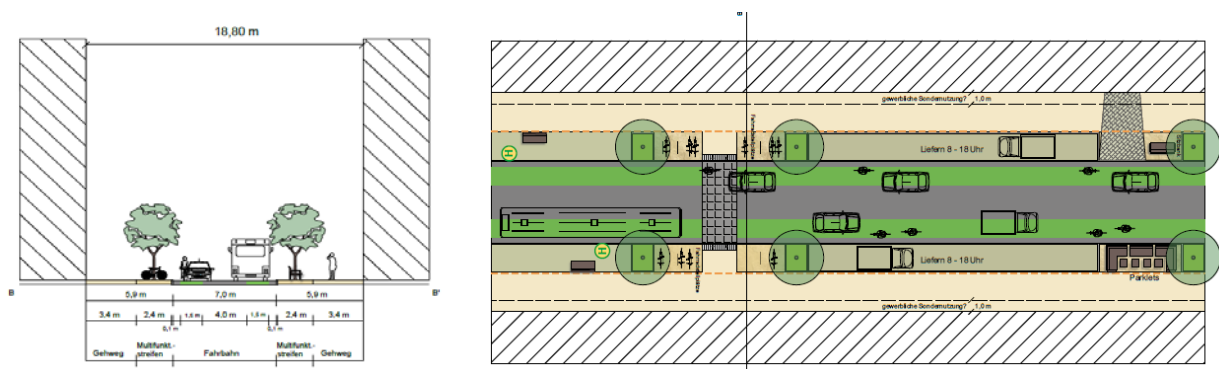 18,80 m
B
B'
5,9 m
7,0 m
5,9 m
3,4 m
2,4 m
1,5 m
4,0 m
1,5 m
2,4 m
3,4 m
0,1 m
0,1 m
Gehweg
Multifunkt.-
streifen
Fahrbahn
Multifunkt.-
streifen
Gehweg
B
gewerbliche Sondernutzung?
1,0 m
H
Liefern 8 - 18 Uhr
H
Liefern 8 - 18 Uhr
Parklets
gewerbliche Sondernutzung?
1,0 m